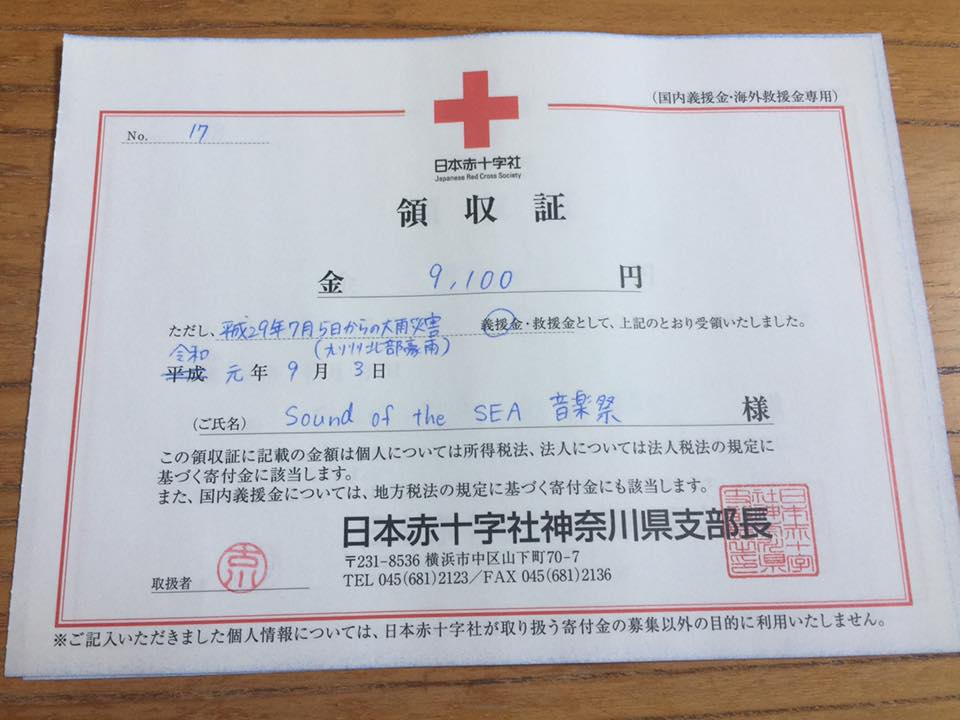 (国内義援金・海外救援金専用)
No. 17
日本赤十字社
Japanese Red Cross Society
領収証
金 9,100 円
ただし、平成29年7月5日からの大雨災害 義援金・救援金として、上記のとおり受領いたしました。
令和 (九州北部豪雨)
平成 元年 9月 3日
(ご氏名) Sound of the SEA 音楽祭 様
この領収証に記載の金額は個人については所得税法、法人については法人税法の規定に
基づく寄付金に該当します。
また、国内義援金については、地方税法の規定に基づく寄付金にも該当します。
日本赤十字社神奈川県支部長
〒231-8536 横浜市中区山下町70-7
TEL 045(681)2123/FAX 045(681)2136
取扱者
※ご記入いただきました個人情報については、日本赤十字社が取り扱う寄付金の募集以外の目的に利用いたしません。